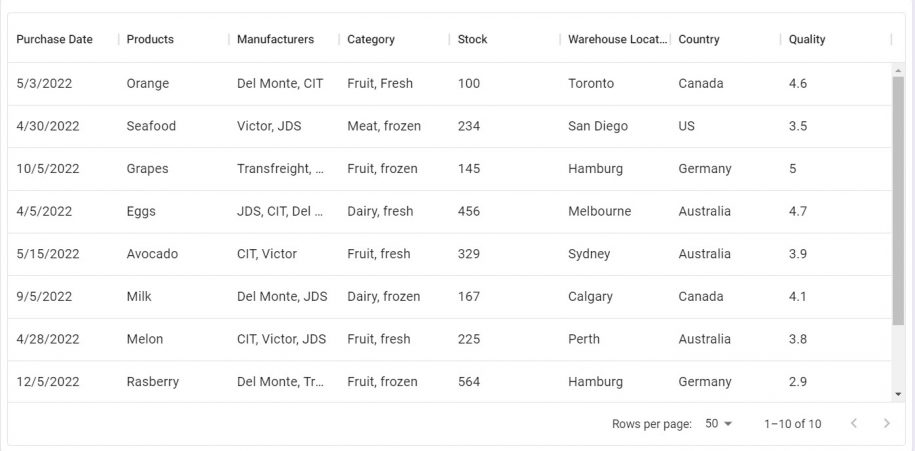 Purchase Date Products Manufacturers Category Stock Warehouse Locat... Country Quality
5/3/2022 Orange Del Monte, CIT Fruit, Fresh 100 Toronto Canada 4.6
4/30/2022 Seafood Victor, JDS Meat, frozen 234 San Diego US 3.5
10/5/2022 Grapes Transfreight, ... Fruit, frozen 145 Hamburg Germany 5
4/5/2022 Eggs JDS, CIT, Del ... Dairy, fresh 456 Melbourne Australia 4.7
5/15/2022 Avocado CIT, Victor Fruit, fresh 329 Sydney Australia 3.9
9/5/2022 Milk Del Monte, JDS Dairy, frozen 167 Calgary Canada 4.1
4/28/2022 Melon CIT, Victor, JDS Fruit, fresh 225 Perth Australia 3.8
12/5/2022 Rasberry Del Monte, Tr... Fruit, frozen 564 Hamburg Germany 2.9
Rows per page: 50 1–10 of 10